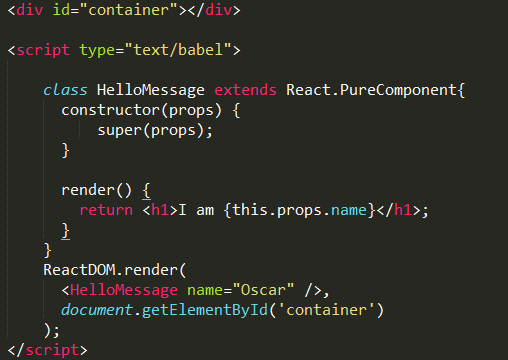 <div id="container"></div>
<script type="text/babel">
class HelloMessage extends React.PureComponent{
constructor(props) {
super(props);
}
render() {
return <h1>I am {this.props.name}</h1>;
}
}
ReactDOM.render(
<HelloMessage name="Oscar" />,
document.getElementById('container')
);
</script>